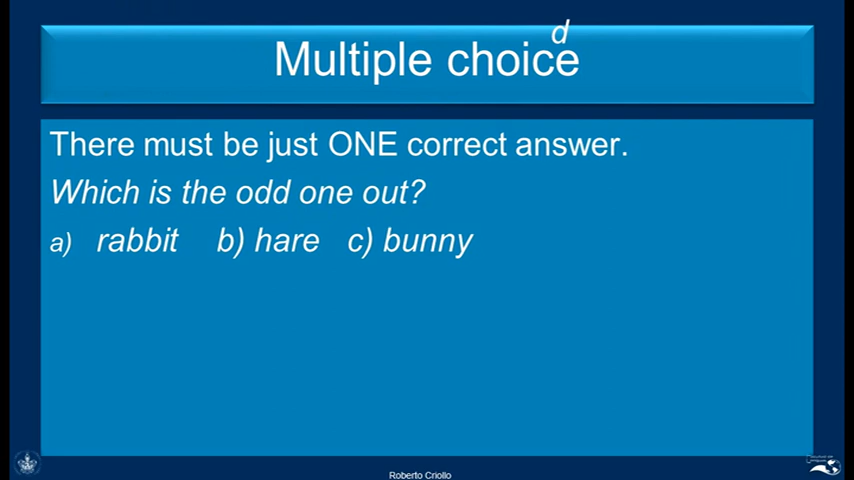 d
Multiple choice
There must be just ONE correct answer.
Which is the odd one out?
a) rabbit b) hare c) bunny
Roberto Criollo